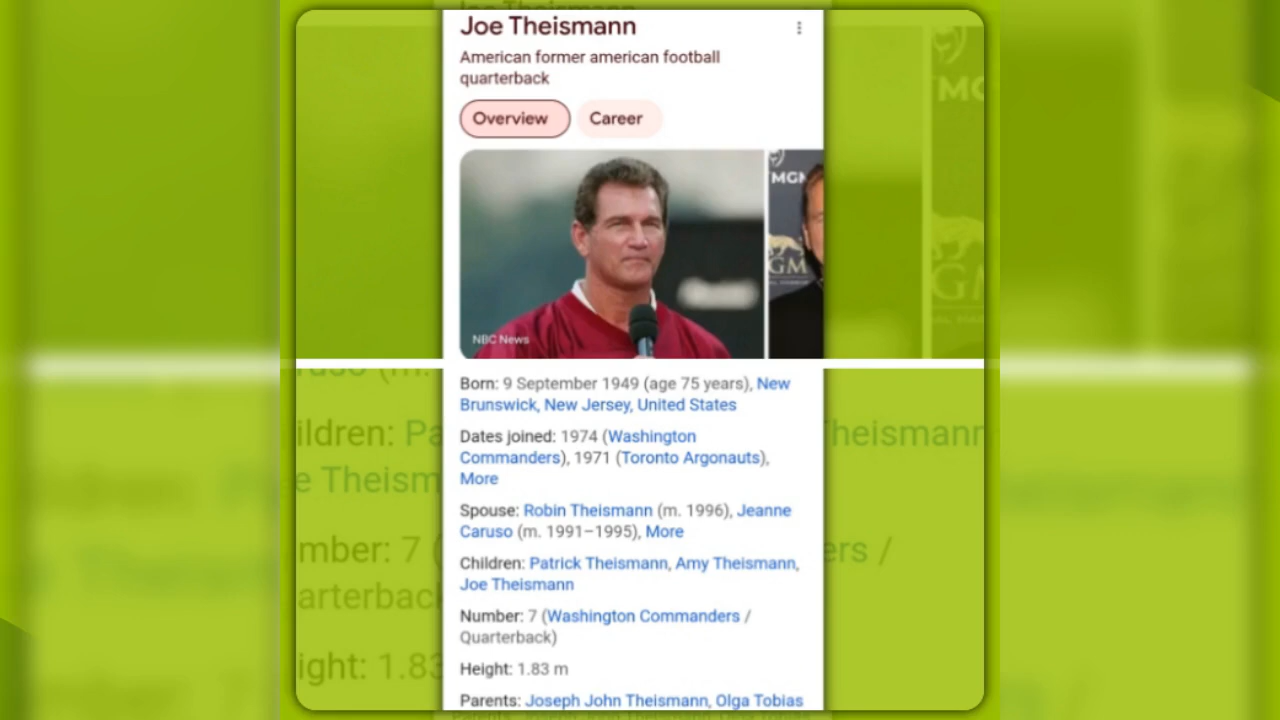 Joe Theismann
American former american football
quarterback
Overview
Career
TMGM
MGM
GM
NBC News
Born: 9 September 1949 (age 75 years), New
Brunswick, New Jersey, United States
Dates joined: 1974 (Washington
Commanders), 1971 (Toronto Argonauts),
More
Spouse: Robin Theismann (m. 1996), Jeanne
Caruso (m. 1991–1995), More
Children: Patrick Theismann, Amy Theismann,
Joe Theismann
Number: 7 (Washington Commanders /
Quarterback)
Height: 1.83 m
Parents: Joseph John Theismann, Olga Tobias